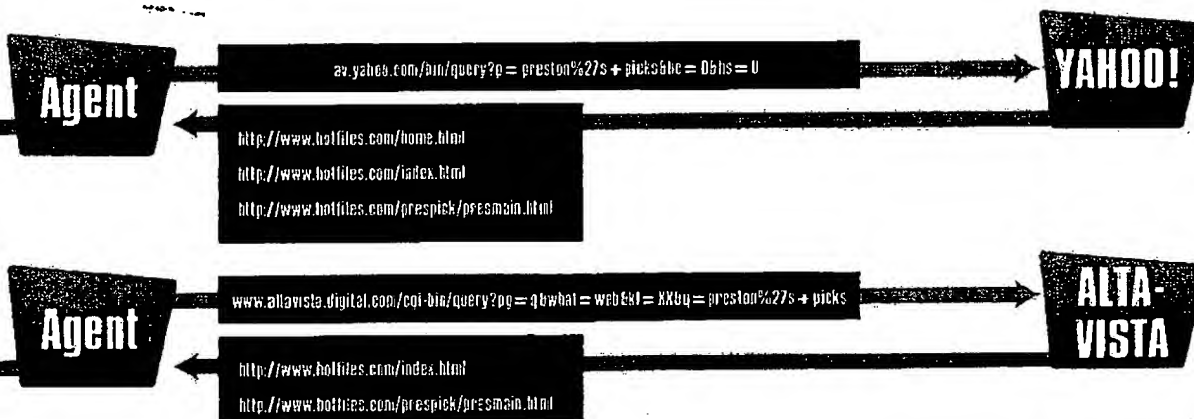 Agent
av.yahoo.com/bin/query?p= preston%27s + picks&hc = 0&hs = 0
YAHOO!
http://www.hotfiles.com/home.html
http://www.hotfiles.com/index.html
http://www.hotfiles.com/prespick/presmain.html
Agent
www.altavista.digital.com/cgi-bin/query?pg= q&what= web&kl= XX&q= preston%27s + picks
ALTA-
VISTA
http://www.hotfiles.com/index.html
http://www.hotfiles.com/prespick/presmain.html